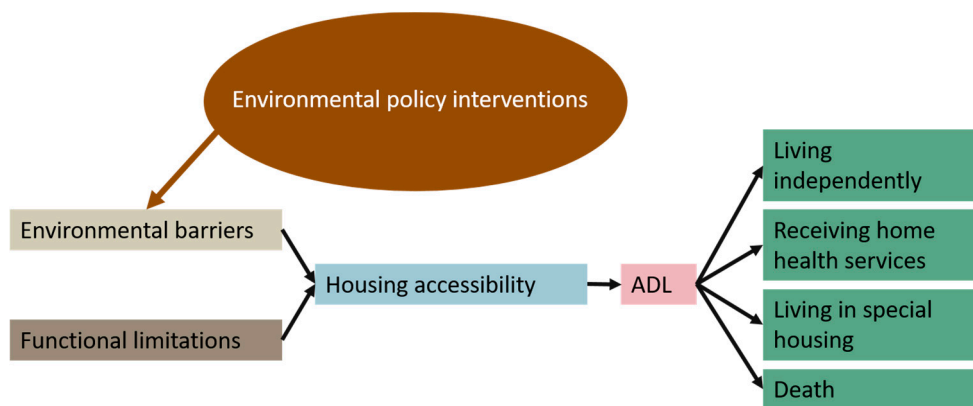 Environmental policy interventions
Living
independently
Environmental barriers
Receiving home
health services
Housing accessibility
ADL
Living in special
housing
Functional limitations
Death